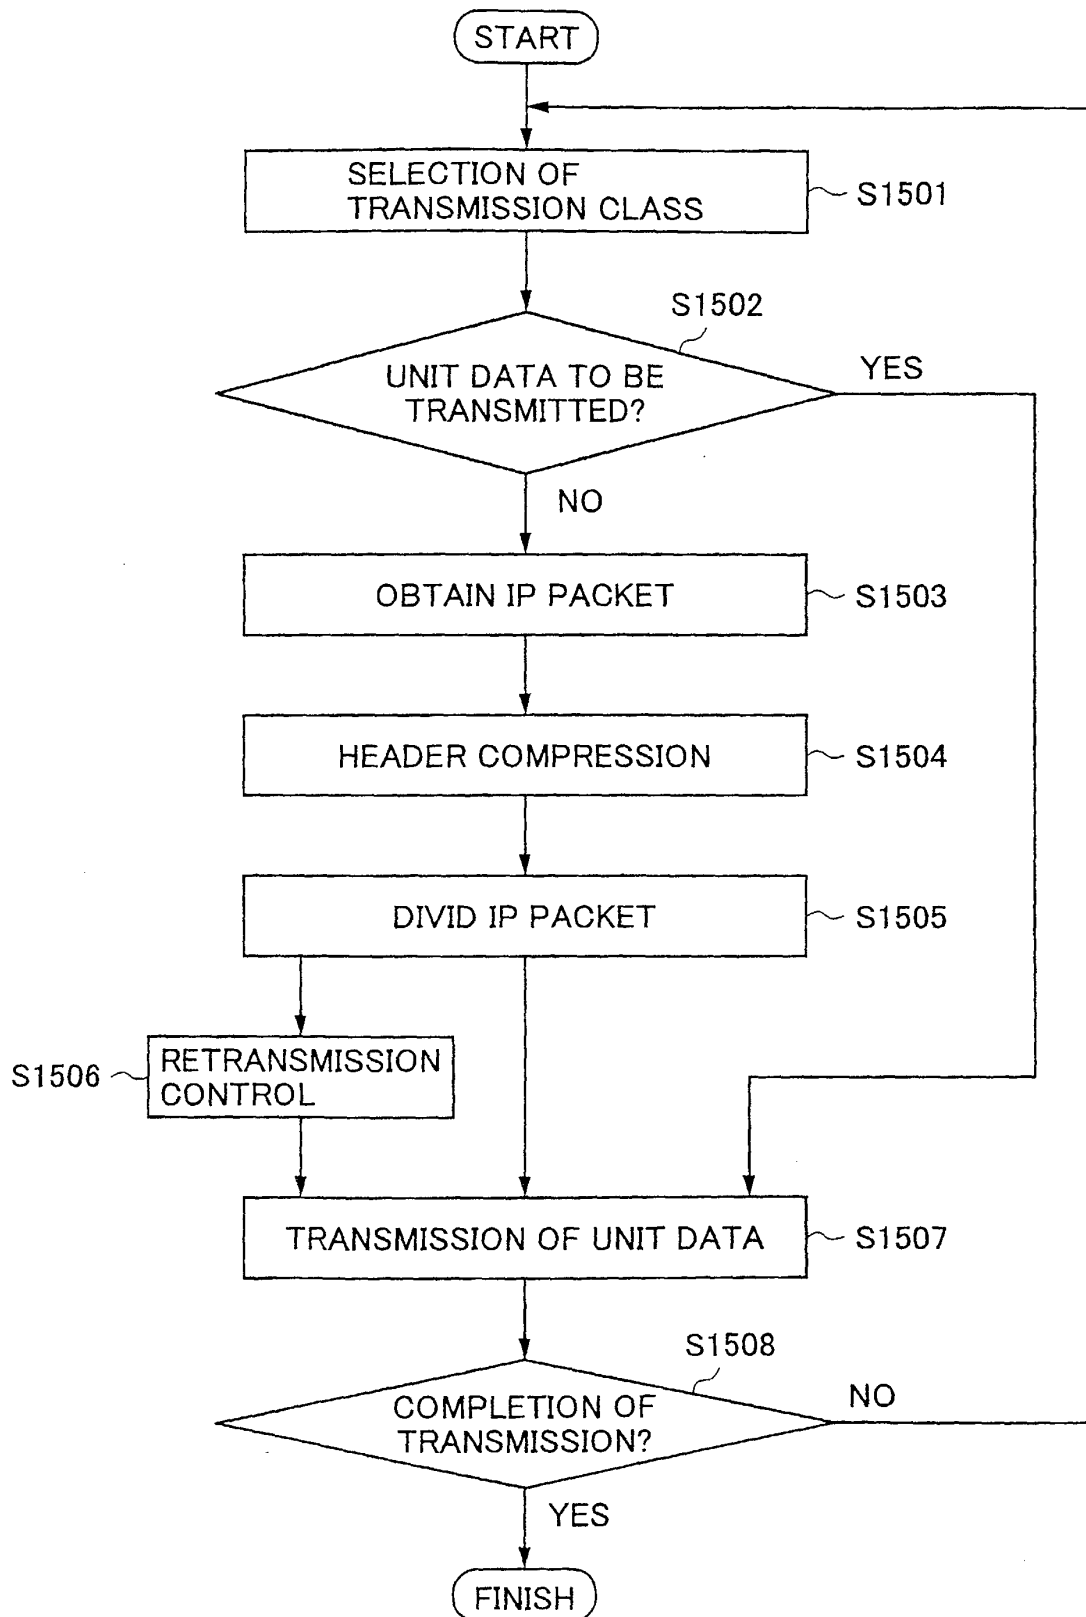 START
SELECTION OF
TRANSMISSION CLASS
S1501
S1502
UNIT DATA TO BE
TRANSMITTED?
YES
NO
OBTAIN IP PACKET
S1503
HEADER COMPRESSION
S1504
DIVID IP PACKET
S1505
S1506
RETRANSMISSION
CONTROL
TRANSMISSION OF UNIT DATA
S1507
S1508
COMPLETION OF
TRANSMISSION?
NO
YES
FINISH